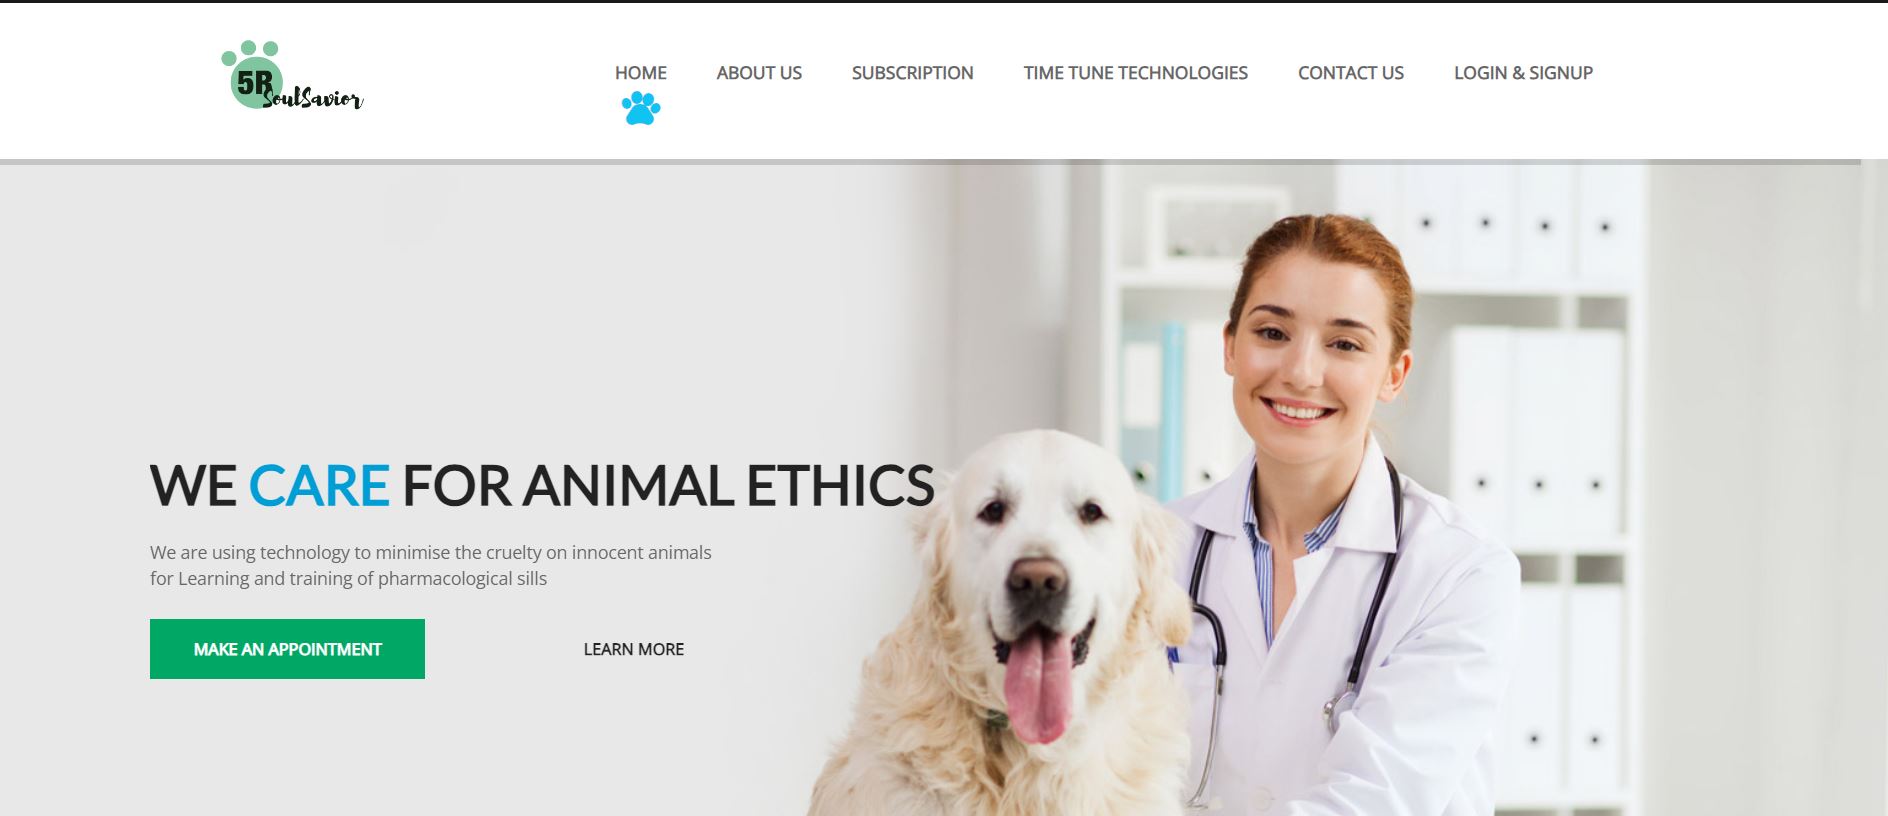 5R
SoulSavior
HOME
ABOUT US
SUBSCRIPTION
TIME TUNE TECHNOLOGIES
CONTACT US
LOGIN & SIGNUP
WE CARE FOR ANIMAL ETHICS
We are using technology to minimise the cruelty on innocent animals
for Learning and training of pharmacological sills
MAKE AN APPOINTMENT
LEARN MORE